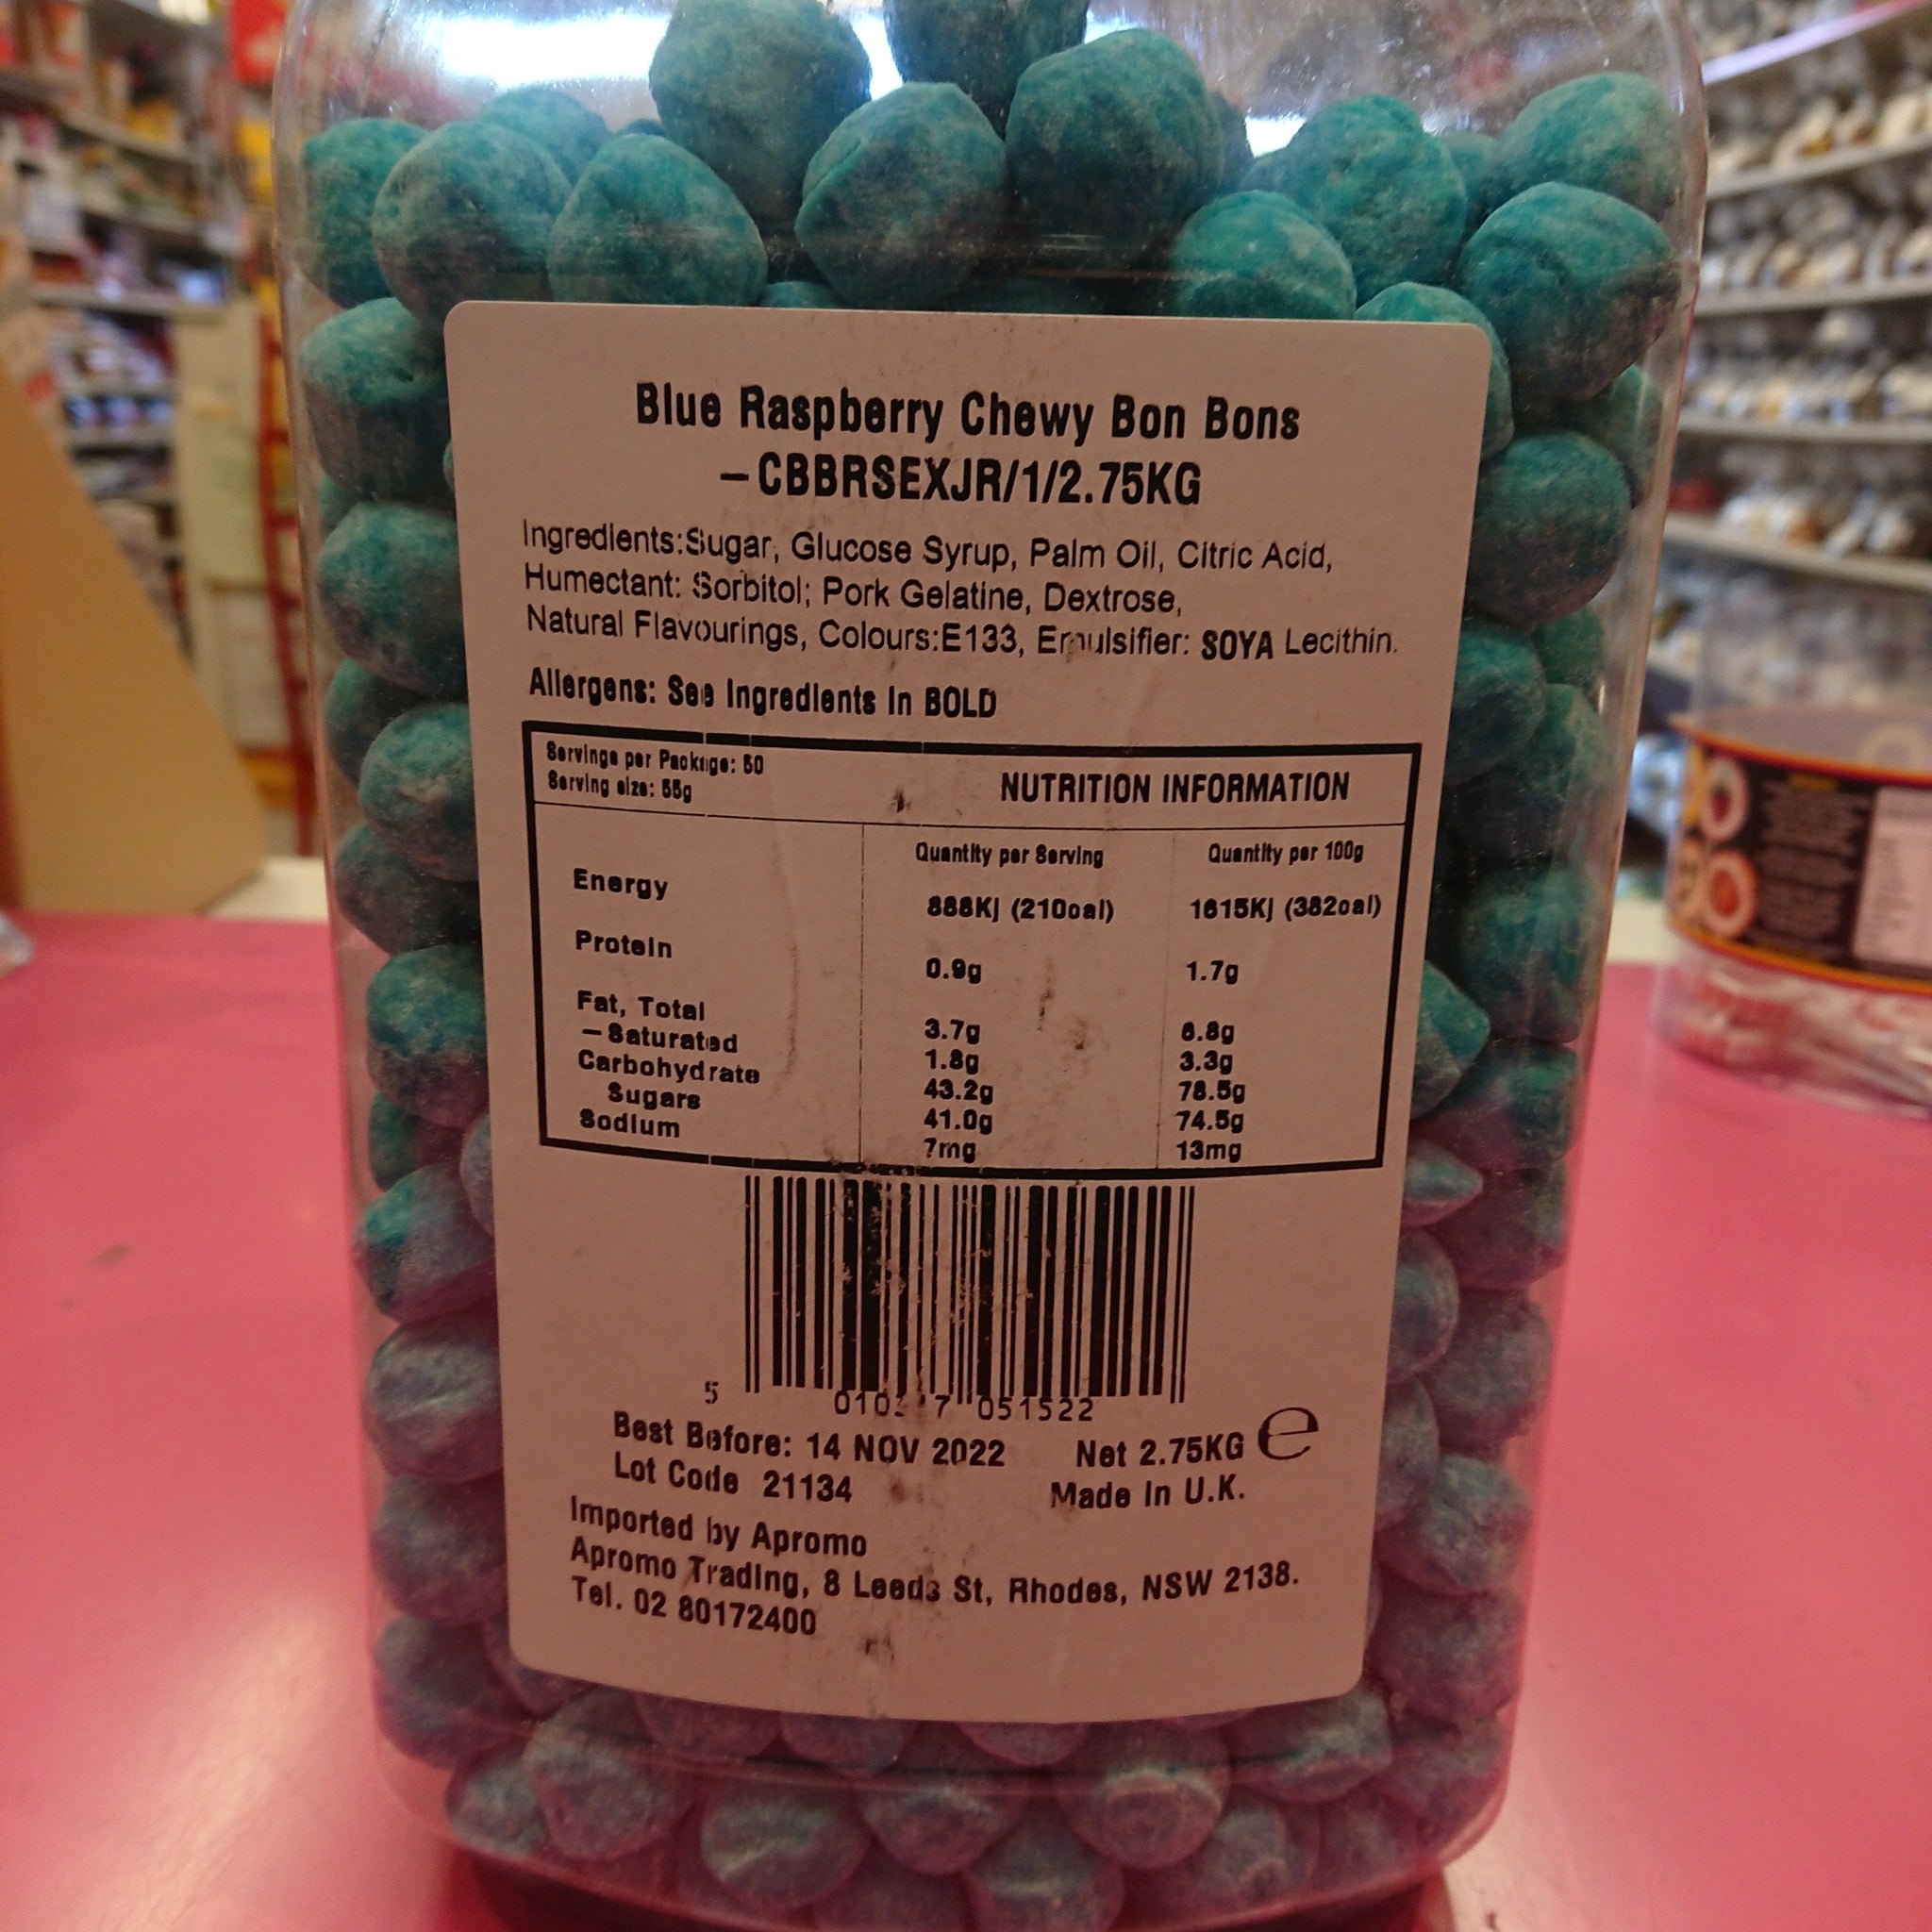 Blue Raspberry Chewy Bon Bons
–CBBRSEXJR/1/2.75KG
Ingredients:Sugar, Glucose Syrup, Palm Oil, Citric Acid,
Humectant: Sorbitol; Pork Gelatine, Dextrose,
Natural Flavourings, Colours:E133, Emulsifier: SOYA Lecithin.
Allergens: See Ingredients In BOLD
Servings per Package: 50
Serving size: 55g
NUTRITION INFORMATION
Quantity per Serving Quantity per 100g
Energy 888KJ (210cal) 1615KJ (382cal)
Protein 0.9g 1.7g
Fat, Total 3.7g 6.8g
–Saturated 1.8g 3.3g
Carbohydrate 43.2g 78.5g
Sugars 41.0g 74.5g
Sodium 7mg 13mg
5 051522
Best Before: 14 NOV 2022 Net 2.75KG e
Lot Code 21134 Made In U.K.
Imported by Apromo
Apromo Trading, 8 Leeds St, Rhodes, NSW 2138.
Tel. 02 80172400